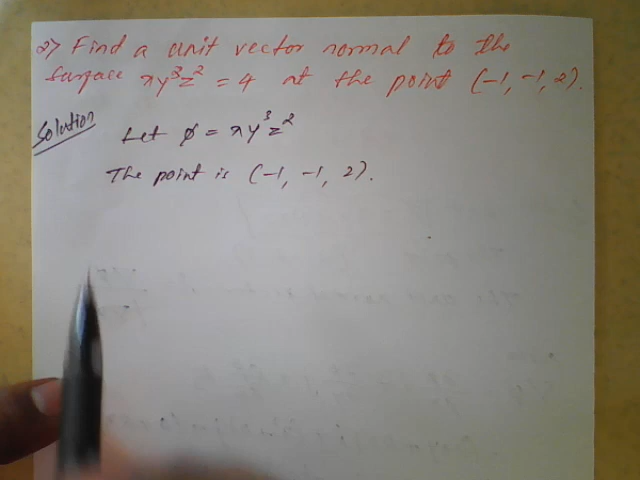 2) Find a unit vector normal to the
surface xy³z² = 4 at the point (-1, -1, 2).
Solution
Let φ = xy³z²
The point is (-1, -1, 2).